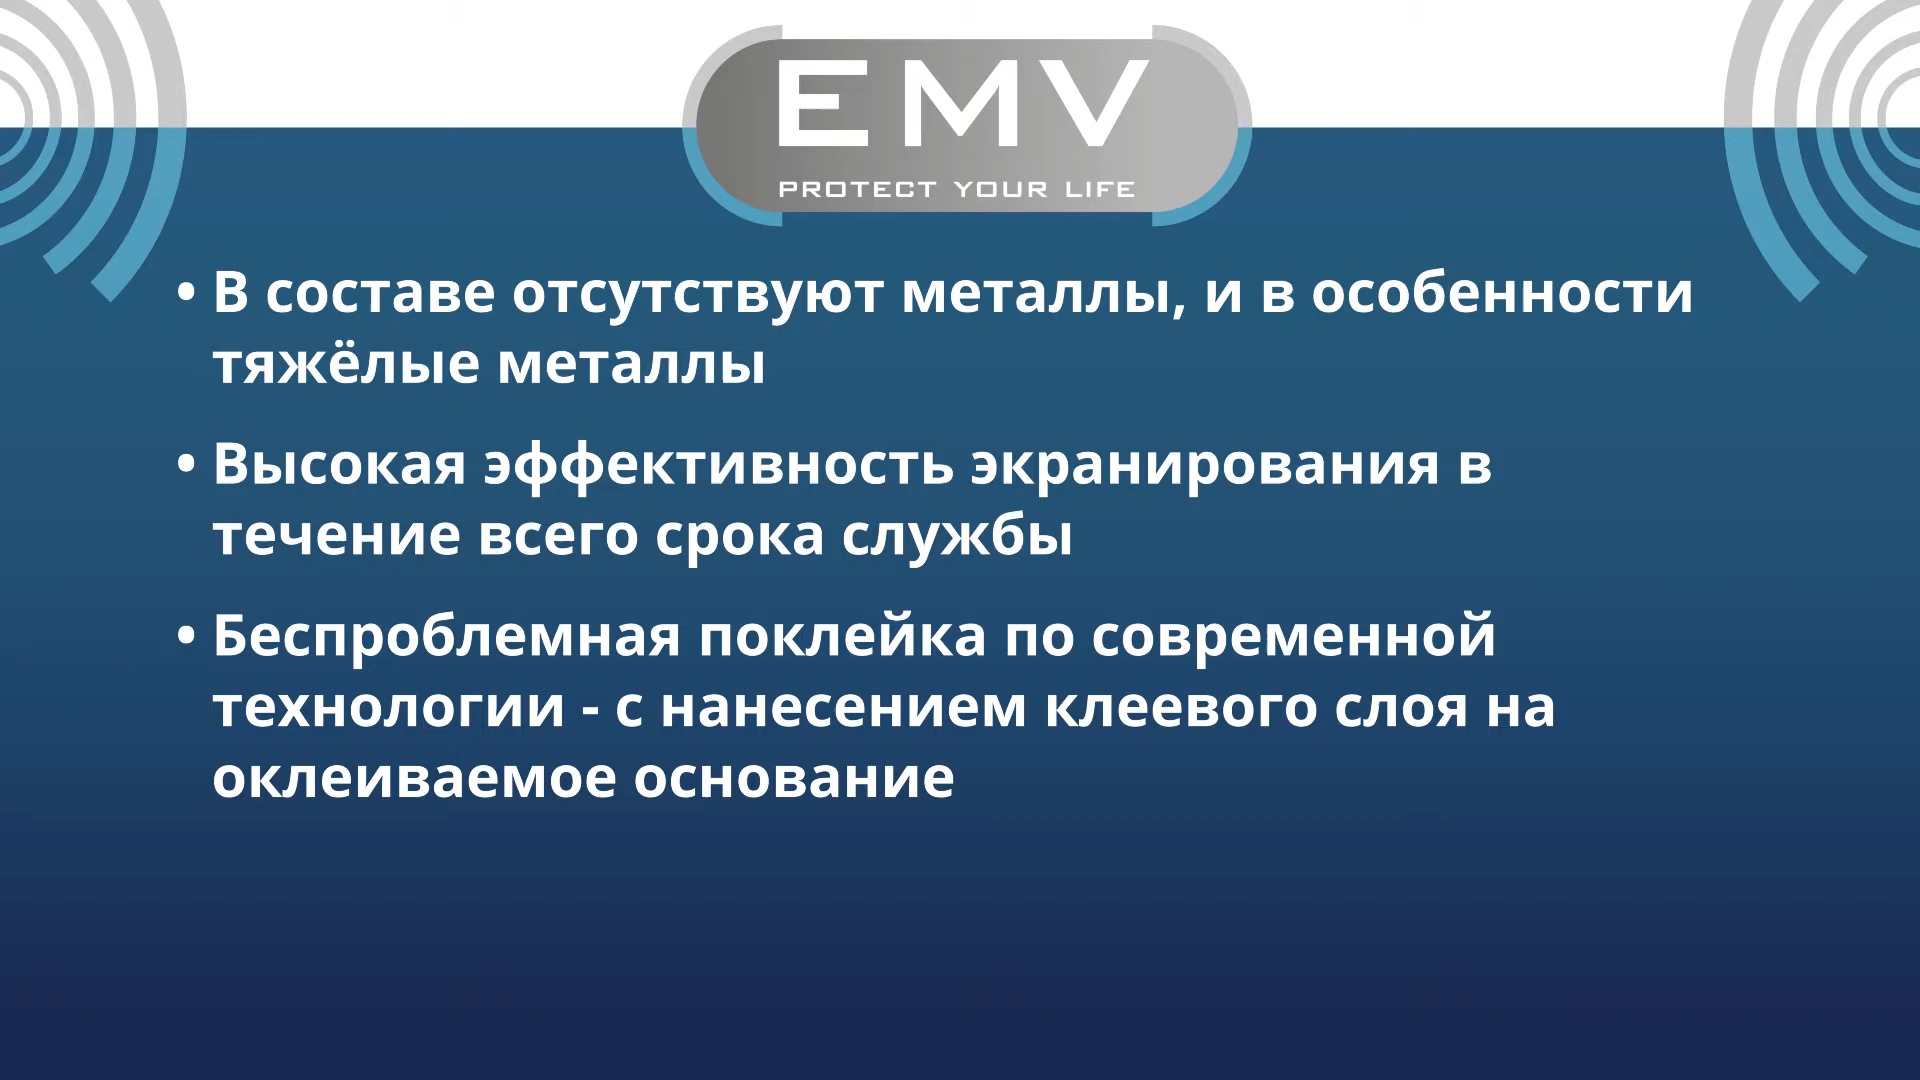 EMV
PROTECT YOUR LIFE
• В составе отсутствуют металлы, и в особенности
тяжёлые металлы
• Высокая эффективность экранирования в
течение всего срока службы
• Беспроблемная поклейка по современной
технологии - с нанесением клеевого слоя на
оклеиваемое основание